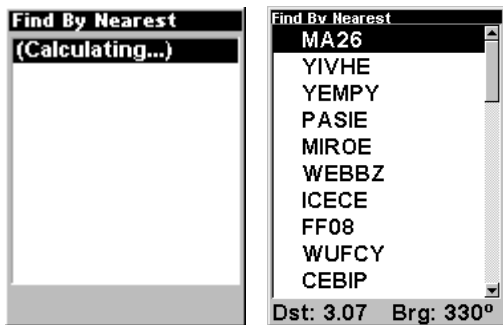 Find By Nearest
(Calculating...)
Find By Nearest
MA26
YIVHE
YEMPY
PASIE
MIROE
WEBBZ
ICECE
FF08
WUFCY
CEBIP
Dst: 3.07 Brg: 330º